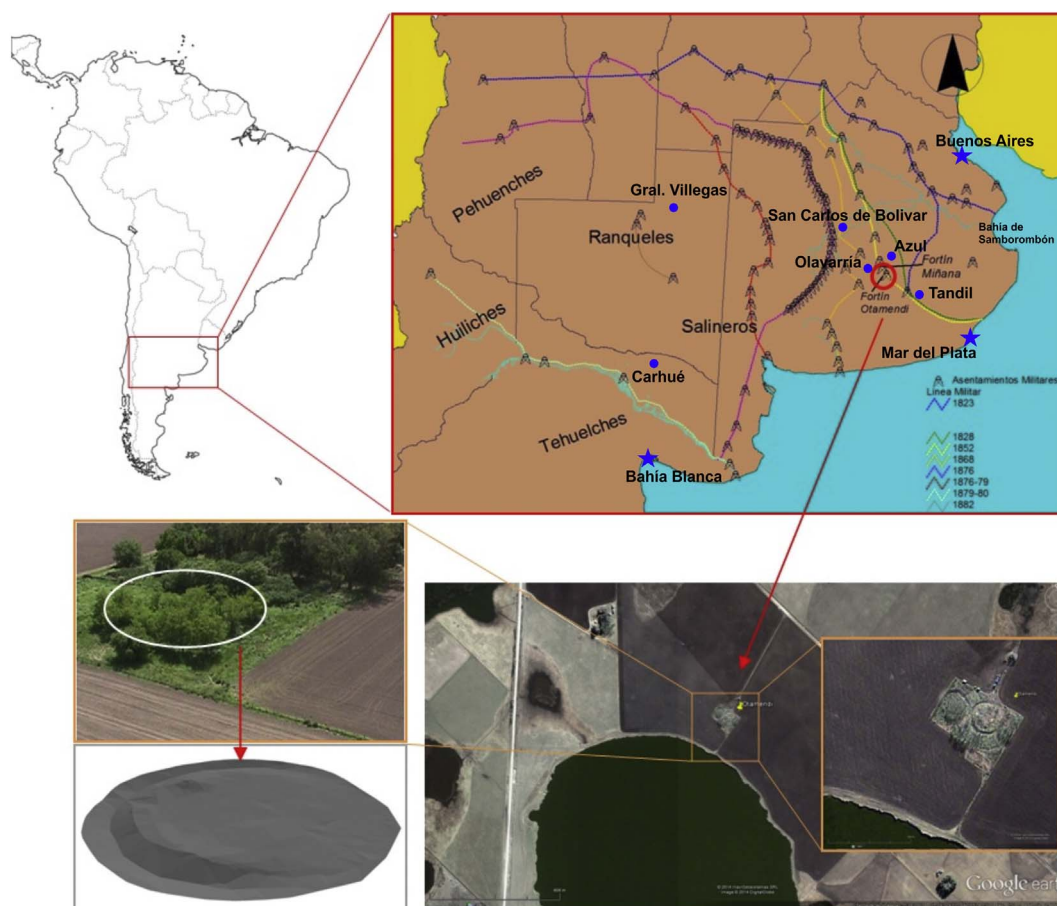 Buenos Aires
Pehuenches
Gral. Villegas
San Carlos de Bolivar
Bahía de
Samborombón
Ranqueles
Azul
Fortín
Miñana
Olavarría
Fortín
Otamendi
Tandil
Huiliches
Salineros
Mar del Plata
Carhué
Asentamientos Militares
Línea Militar
1823
Tehuelches
1828
1852
1868
Bahía Blanca
1876
1876-79
1879-80
1882
Otamendi
Google earth